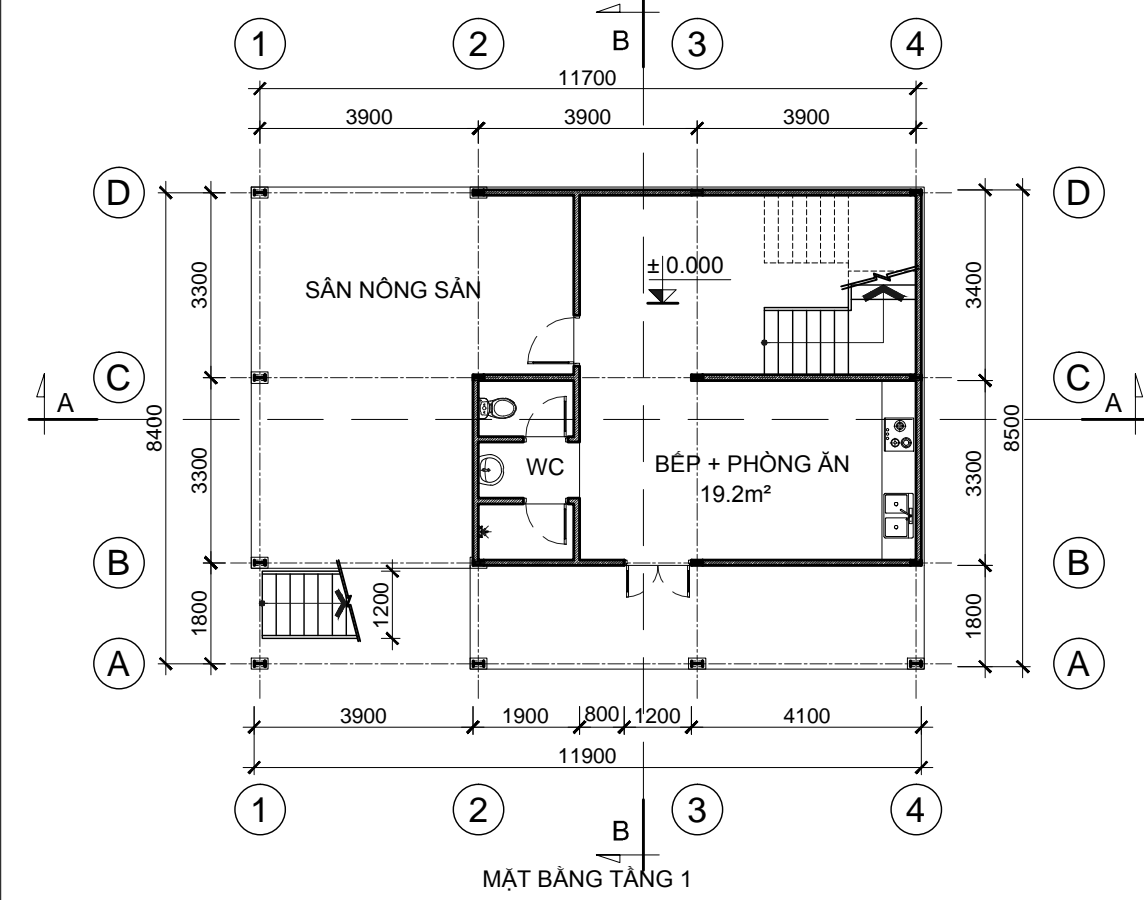 B
1
2
3
4
11700
3900
3900
3900
D
D
3300
SÂN NÔNG SẢN
±0.000
3400
C
C
A
A
8400
8500
3300
WC
BẾP + PHÒNG ĂN
19.2m²
3300
B
B
1800
1200
1800
A
A
3900
1900
800
1200
4100
11900
1
2
3
4
B
MẶT BẰNG TẦNG 1